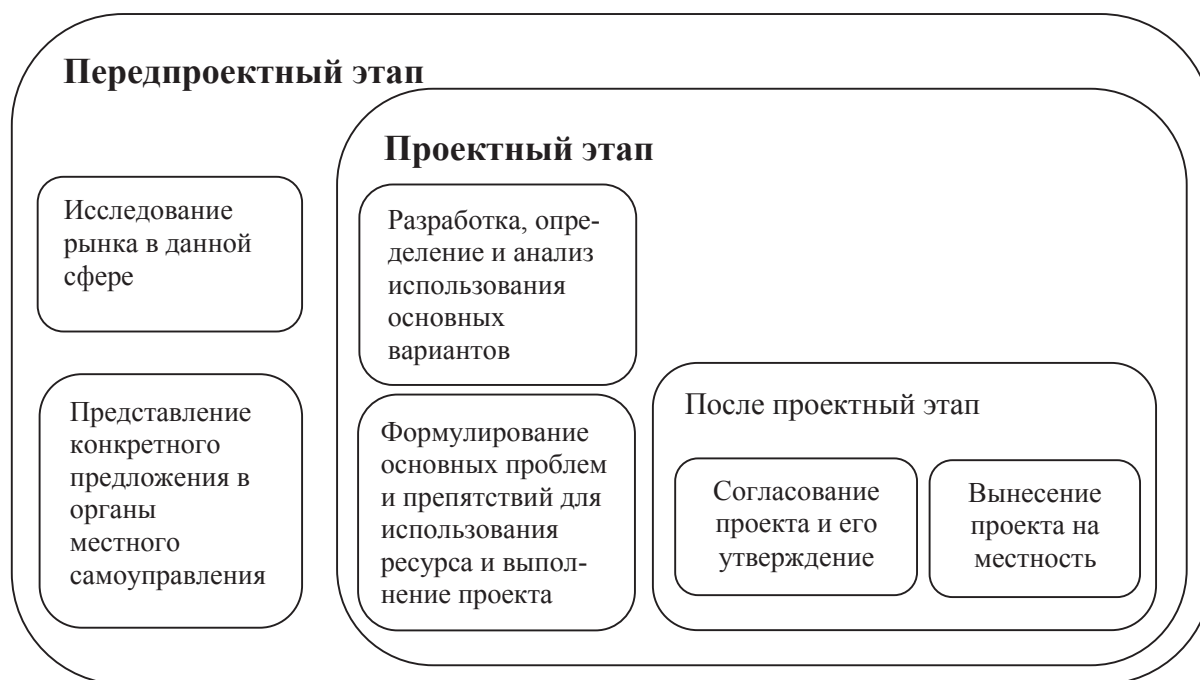 Передпроектный этап
Исследование
рынка в данной
сфере
Представление
конкретного
предложения в
органы
местного
самоуправления
Проектный этап
Разработка, опре-
деление и анализ
использования
основных
вариантов
Формулирование
основных проблем
и препятствий для
использования
ресурса и выпол-
нение проекта
После проектный этап
Согласование
проекта и его
утверждение
Вынесение
проекта на
местность